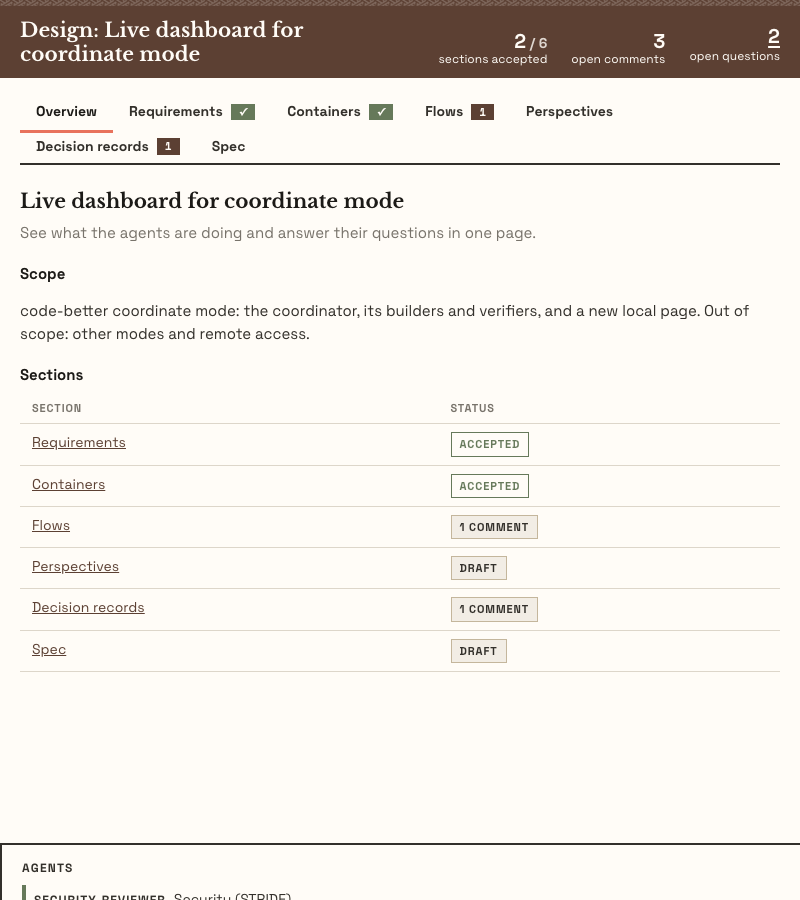 Design: Live dashboard for
coordinate mode
2 / 6
sections accepted
3
open comments
2
open questions
Overview
Requirements ✓
Containers ✓
Flows 1
Perspectives
Decision records 1
Spec
Live dashboard for coordinate mode
See what the agents are doing and answer their questions in one page.
Scope
code-better coordinate mode: the coordinator, its builders and verifiers, and a new local page. Out of
scope: other modes and remote access.
Sections
SECTION STATUS
Requirements ACCEPTED
Containers ACCEPTED
Flows 1 COMMENT
Perspectives DRAFT
Decision records 1 COMMENT
Spec DRAFT
AGENTS
SECURITY REVIEWER Security (STRIDE)